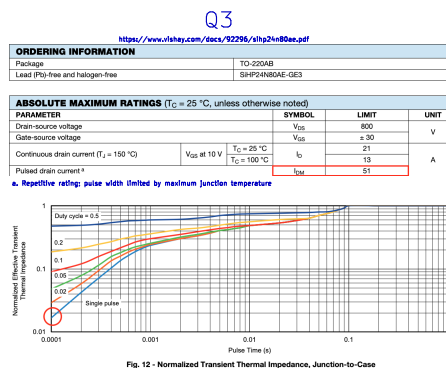 Q3
https://www.vishay.com/docs/92296/sihp24n80ae.pdf
ORDERING INFORMATION
Package TO-220AB
Lead (Pb)-free and halogen-free SiHP24N80AE-GE3
ABSOLUTE MAXIMUM RATINGS (TC = 25 °C, unless otherwise noted)
PARAMETER SYMBOL LIMIT UNIT
Drain-source voltage VDS 800 V
Gate-source voltage VGS ± 30
Continuous drain current (TJ = 150 °C) VGS at 10 V TC = 25 °C ID 21 A
TC = 100 °C 13
Pulsed drain current a IDM 51
a. Repetitive rating; pulse width limited by maximum junction temperature
Normalized Effective Transient
Thermal Impedance
1
Duty cycle = 0.5
0.2
0.1
0.1
0.05
0.02
Single pulse
0.01
0.0001 0.001 0.01 0.1
Pulse Time (s)
Fig. 12 - Normalized Transient Thermal Impedance, Junction-to-Case